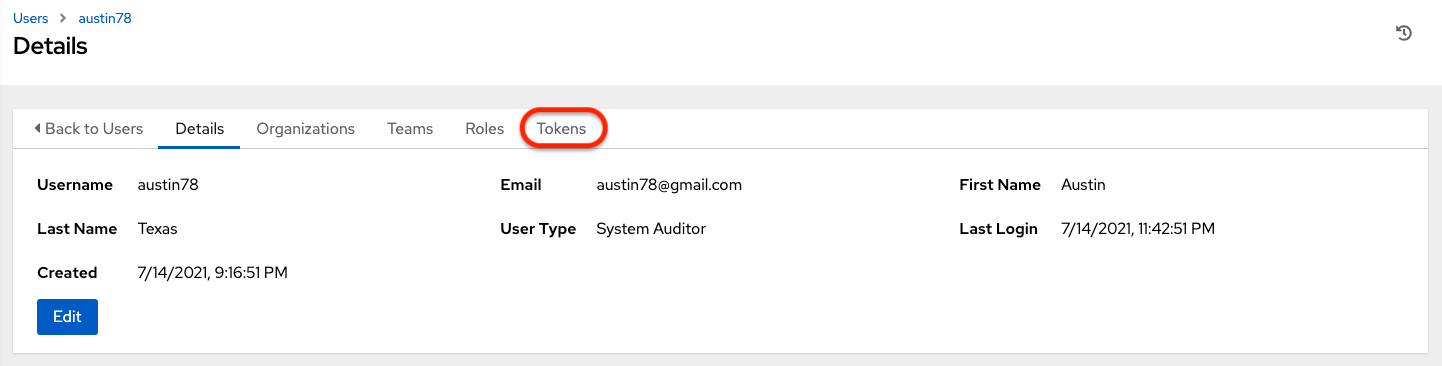 Users > austin78
Details
Back to Users Details Organizations Teams Roles Tokens
Username austin78 Email austin78@gmail.com First Name Austin
Last Name Texas User Type System Auditor Last Login 7/14/2021, 11:42:51 PM
Created 7/14/2021, 9:16:51 PM
Edit